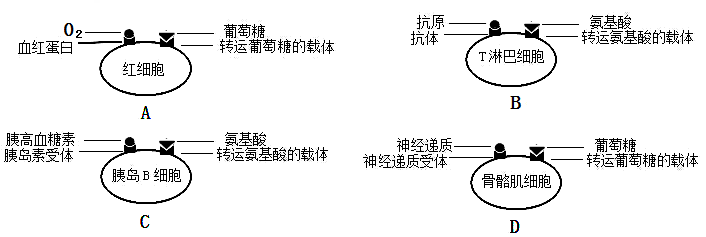 O₂
血红蛋白
葡萄糖
转运葡萄糖的载体
红细胞
A
抗原
抗体
氨基酸
转运氨基酸的载体
T淋巴细胞
B
胰高血糖素
胰岛素受体
氨基酸
转运氨基酸的载体
胰岛B细胞
C
神经递质
神经递质受体
葡萄糖
转运葡萄糖的载体
骨骼肌细胞
D